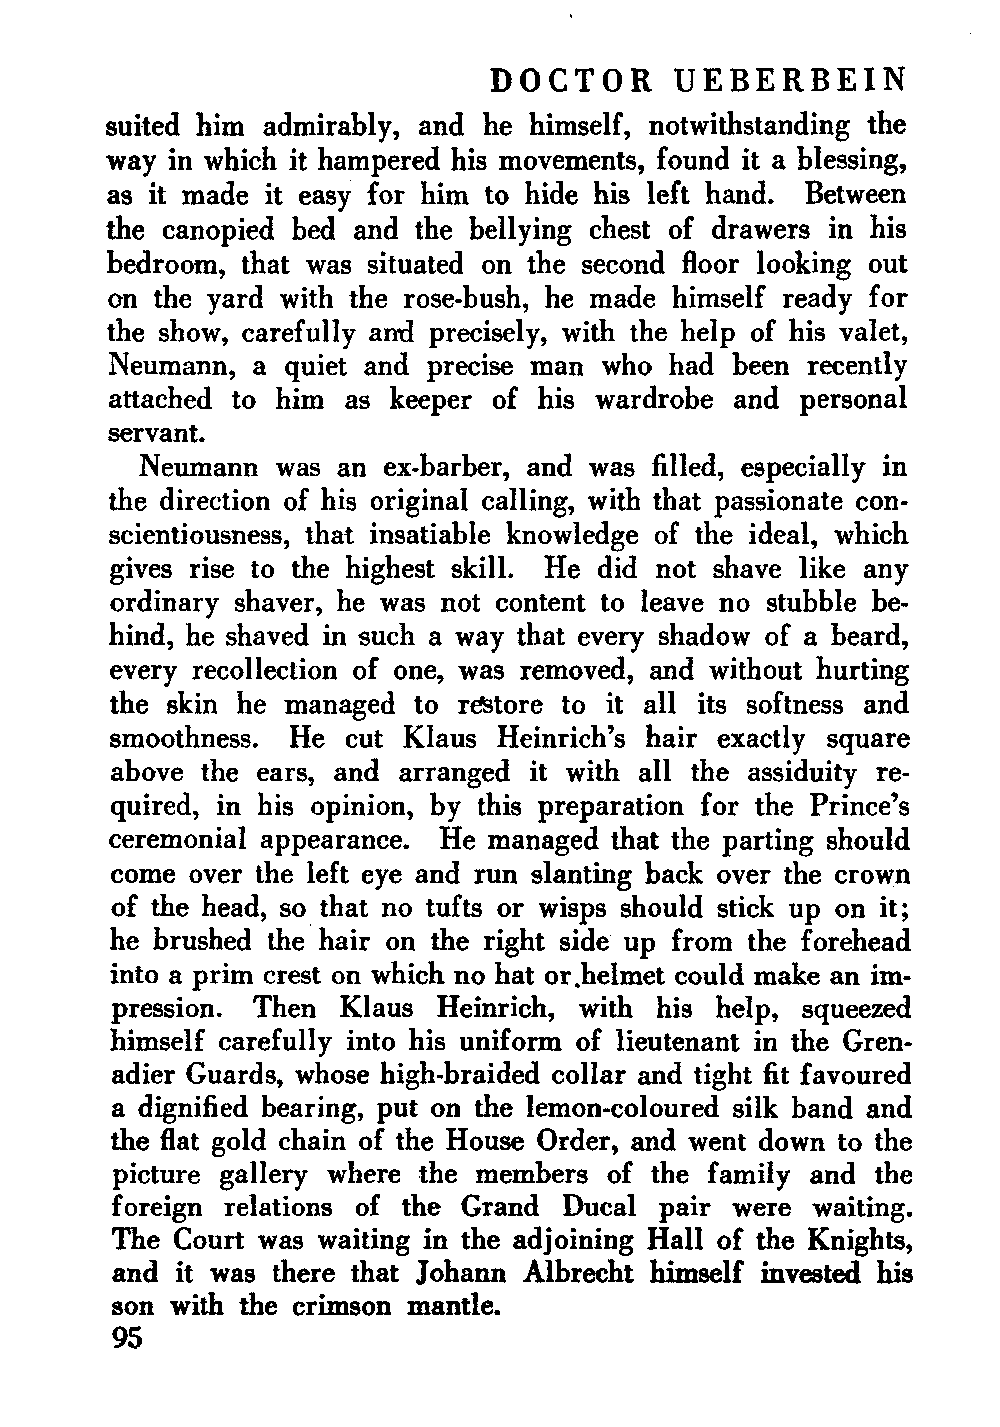 DOCTOR UEBERBEIN
suited him admirably, and he himself, notwithstanding the
way in which it hampered his movements, found it a blessing,
as it made it easy for him to hide his left hand. Between
the canopied bed and the bellying chest of drawers in his
bedroom, that was situated on the second floor looking out
on the yard with the rose-bush, he made himself ready for
the show, carefully and precisely, with the help of his valet,
Neumann, a quiet and precise man who had been recently
attached to him as keeper of his wardrobe and personal
servant.
Neumann was an ex-barber, and was filled, especially in
the direction of his original calling, with that passionate con-
scientiousness, that insatiable knowledge of the ideal, which
gives rise to the highest skill. He did not shave like any
ordinary shaver, he was not content to leave no stubble be-
hind, he shaved in such a way that every shadow of a beard,
every recollection of one, was removed, and without hurting
the skin he managed to restore to it all its softness and
smoothness. He cut Klaus Heinrich's hair exactly square
above the ears, and arranged it with all the assiduity re-
quired, in his opinion, by this preparation for the Prince's
ceremonial appearance. He managed that the parting should
come over the left eye and run slanting back over the crown
of the head, so that no tufts or wisps should stick up on it;
he brushed the hair on the right side up from the forehead
into a prim crest on which no hat or helmet could make an im-
pression. Then Klaus Heinrich, with his help, squeezed
himself carefully into his uniform of lieutenant in the Gren-
adier Guards, whose high-braided collar and tight fit favoured
a dignified bearing, put on the lemon-coloured silk band and
the flat gold chain of the House Order, and went down to the
picture gallery where the members of the family and the
foreign relations of the Grand Ducal pair were waiting.
The Court was waiting in the adjoining Hall of the Knights,
and it was there that Johann Albrecht himself invested his
son with the crimson mantle.
95